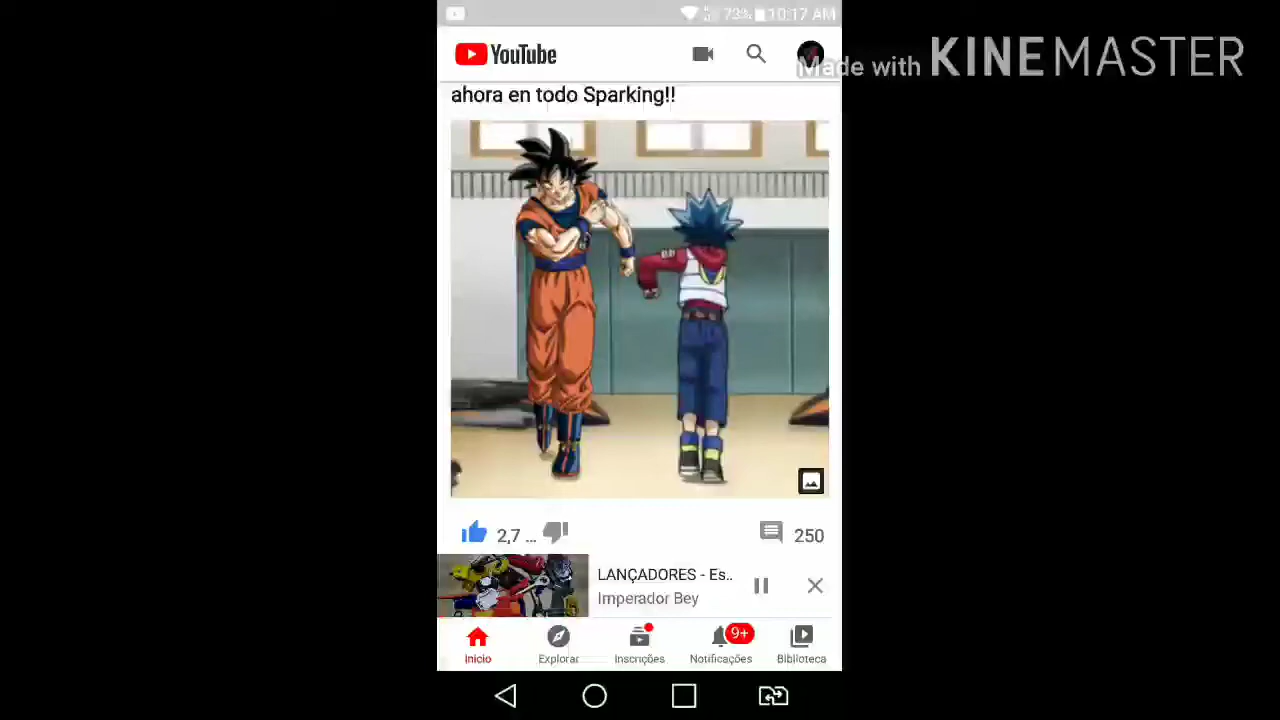 73% 10:17 AM
YouTube
Made with KINEMASTER
ahora en todo Sparking!!
2,7 ...
250
LANÇADORES - Es..
Imperador Bey
9+
Início
Explorar
Inscrições
Notificações
Biblioteca